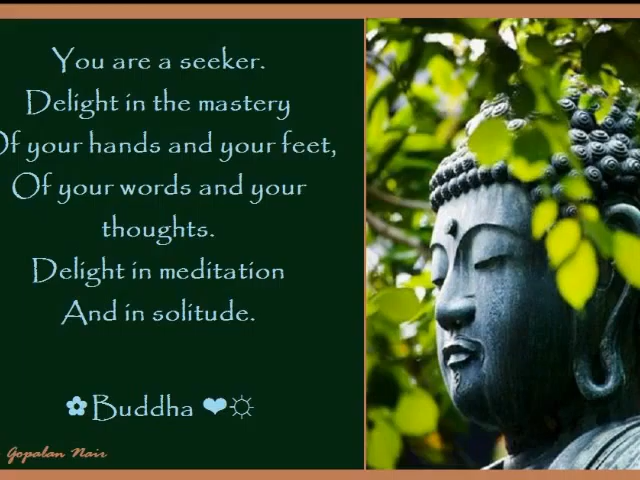 You are a seeker.
Delight in the mastery
Of your hands and your feet,
Of your words and your
thoughts.
Delight in meditation
And in solitude.
✿Buddha ❤☼
Gopalan Nair